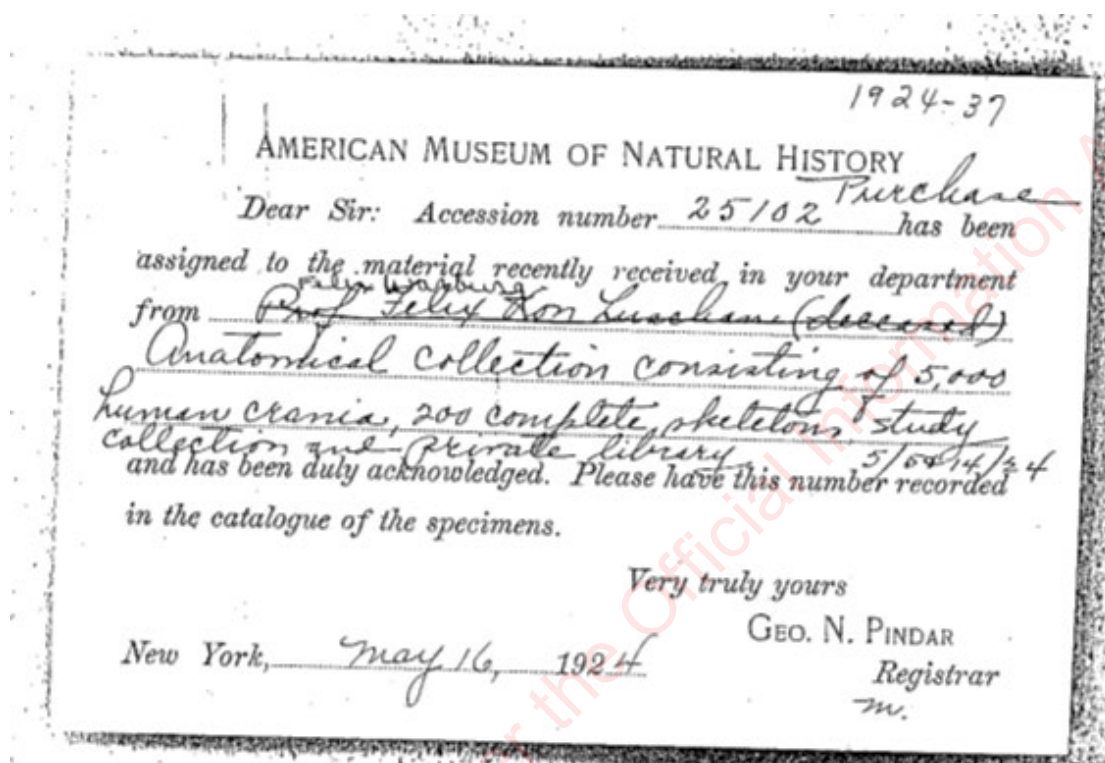 1924-37
AMERICAN MUSEUM OF NATURAL HISTORY
Purchase
Dear Sir: Accession number 25102 has been
assigned to the material recently received in your department
Felix Warburg
from Prof Felix Von Luschan (deceased)
Anatomical collection consisting of 5,000
human crania, 200 complete skeletons, study
collection and private library
and has been duly acknowledged. Please have this number recorded
in the catalogue of the specimens.
Very truly yours
GEO. N. PINDAR
New York, May 16, 1924
Registrar
m.
r the Official Information A